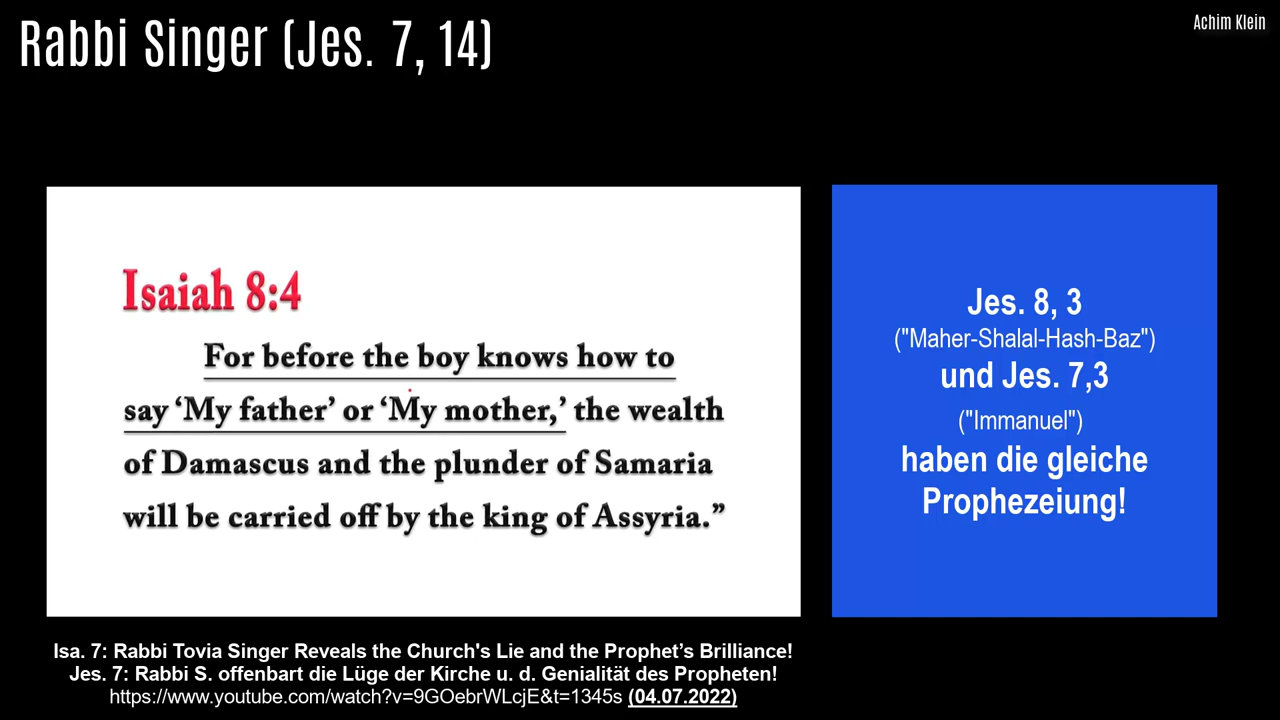 Rabbi Singer (Jes. 7, 14)
Achim Klein
Isaiah 8:4
For before the boy knows how to
say ‘My father’ or ‘My mother,’ the wealth
of Damascus and the plunder of Samaria
will be carried off by the king of Assyria.”
Jes. 8, 3
("Maher-Shalal-Hash-Baz")
und Jes. 7,3
("Immanuel")
haben die gleiche
Prophezeiung!
Isa. 7: Rabbi Tovia Singer Reveals the Church's Lie and the Prophet’s Brilliance!
Jes. 7: Rabbi S. offenbart die Lüge der Kirche u. d. Genialität des Propheten!
https://www.youtube.com/watch?v=9GOebrWLcjE&t=1345s (04.07.2022)